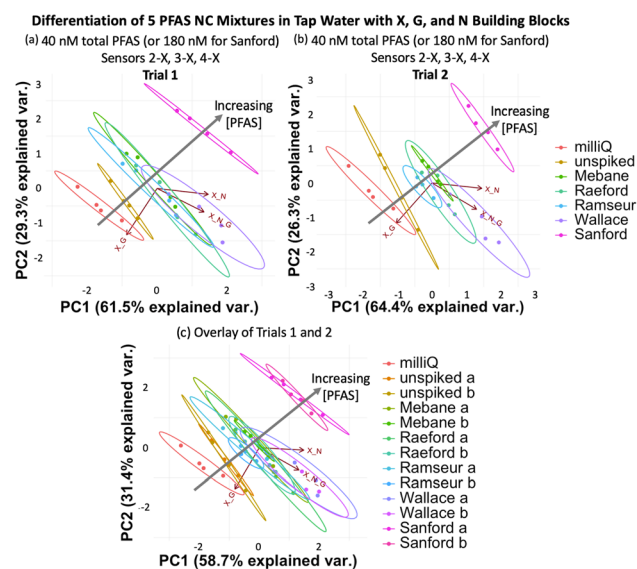 Differentiation of 5 PFAS NC Mixtures in Tap Water with X, G, and N Building Blocks
(a) 40 nM total PFAS (or 180 nM for Sanford)
Sensors 2-X, 3-X, 4-X
Trial 1
3
2
1
0
-1
-2
-2
0
2
PC2 (29.3% explained var.)
PC1 (61.5% explained var.)
Increasing
[PFAS]
X_N
X_N_G
X_G
(b) 40 nM total PFAS (or 180 nM for Sanford)
Sensors 2-X, 3-X, 4-X
Trial 2
3
2
1
0
-1
-2
-3
-3
-2
-1
0
1
2
3
PC2 (26.3% explained var.)
PC1 (64.4% explained var.)
Increasing
[PFAS]
X_N
X_N_G
X_G
milliQ
unspiked
Mebane
Raeford
Ramseur
Wallace
Sanford
(c) Overlay of Trials 1 and 2
2
0
-2
-2
0
2
PC2 (31.4% explained var.)
PC1 (58.7% explained var.)
Increasing
[PFAS]
X_N
X_N_G
X_G
milliQ
unspiked a
unspiked b
Mebane a
Mebane b
Raeford a
Raeford b
Ramseur a
Ramseur b
Wallace a
Wallace b
Sanford a
Sanford b